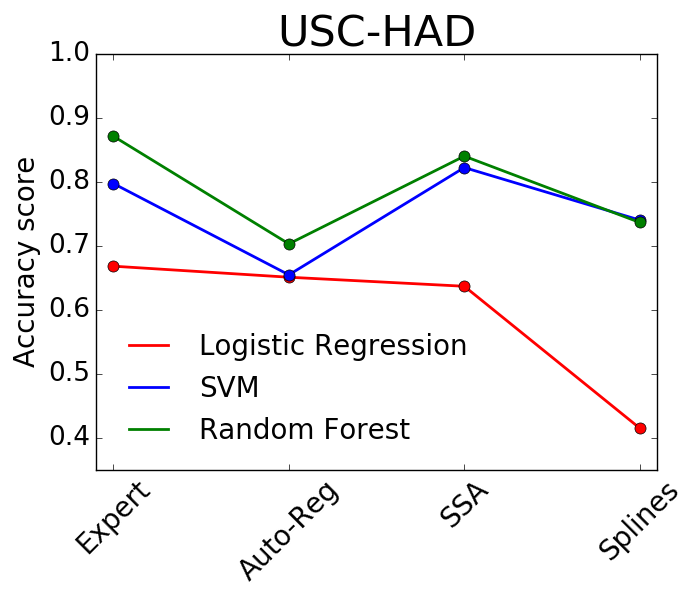 USC-HAD
1.0
0.9
0.8
0.7
0.6
0.5
0.4
Accuracy score
Logistic Regression
SVM
Random Forest
Expert
Auto-Reg
SSA
Splines